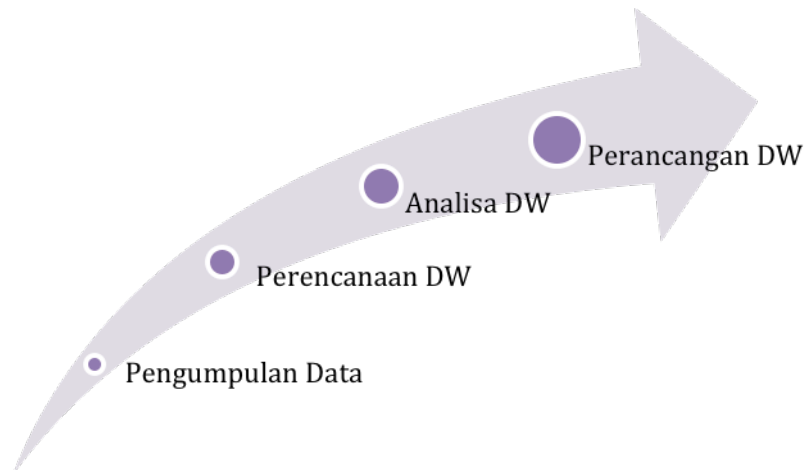 Perancangan DW
Analisa DW
Perencanaan DW
Pengumpulan Data